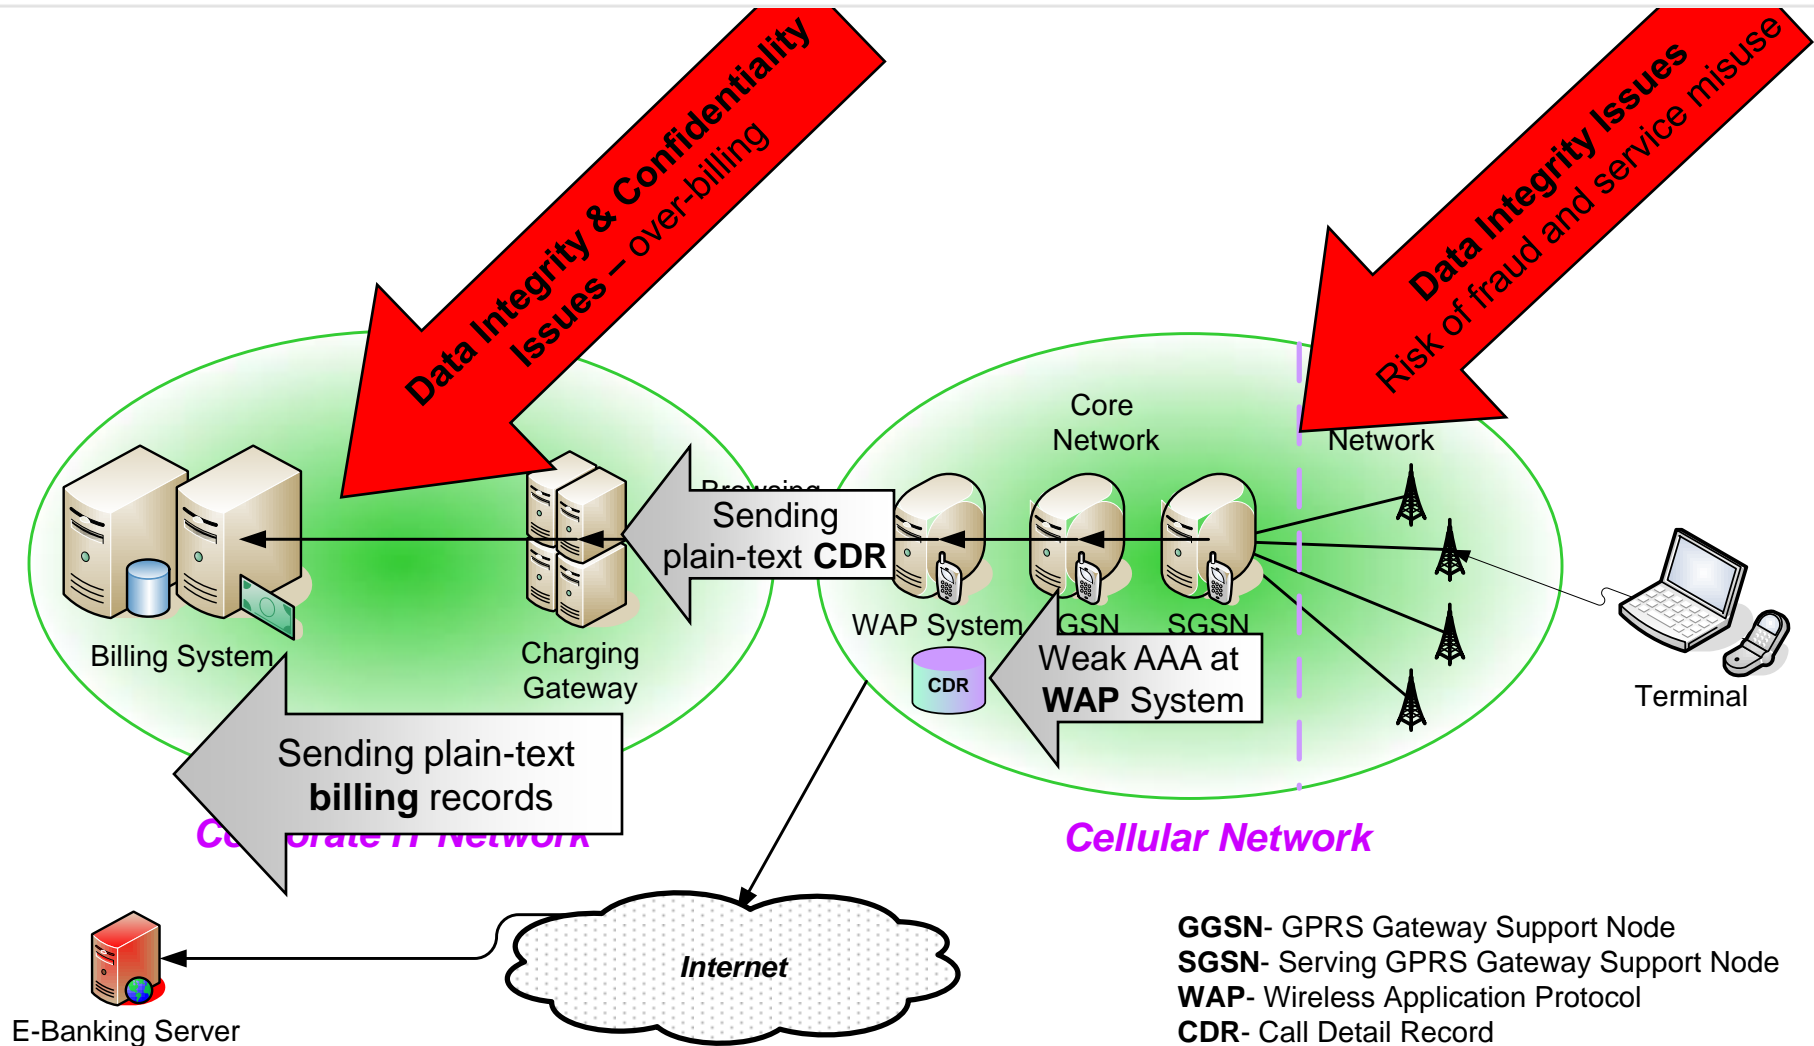 Data Integrity & Confidentiality
Issues – over-billing
Data Integrity Issues
Risk of fraud and service misuse
Core
Network
Network
Sending
plain-text CDR
WAP System
GSN
SGSN
Billing System
Charging
Gateway
CDR
Weak AAA at
WAP System
Terminal
Sending plain-text
billing records
Corporate IT Network
Cellular Network
Internet
E-Banking Server
GGSN- GPRS Gateway Support Node
SGSN- Serving GPRS Gateway Support Node
WAP- Wireless Application Protocol
CDR- Call Detail Record